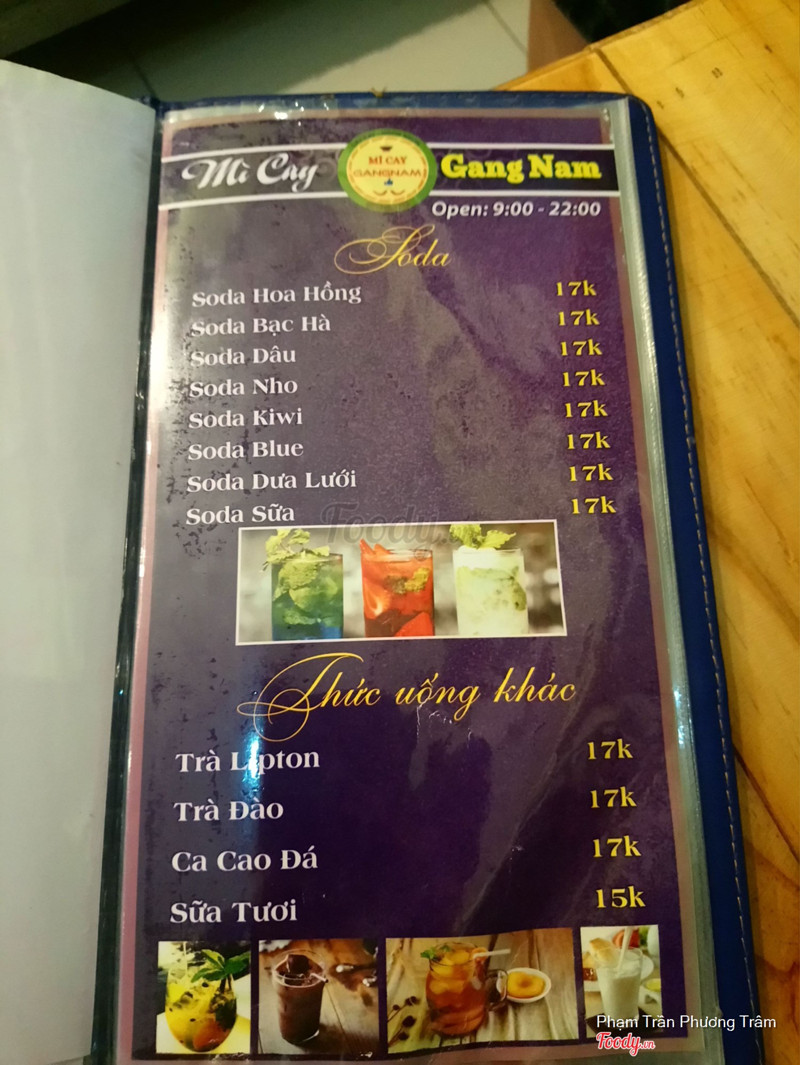 Mì Cay
MÌ CAY
GANGNAM
Gang Nam
Open: 9:00 - 22:00
Soda
Soda Hoa Hồng 17k
Soda Bạc Hà 17k
Soda Dâu 17k
Soda Nho 17k
Soda Kiwi 17k
Soda Blue 17k
Soda Dưa Lưới 17k
Soda Sữa 17k
Foody.vn
Thức uống khác
Trà Lipton 17k
Trà Đào 17k
Ca Cao Đá 17k
Sữa Tươi 15k
Phạm Trần Phương Trâm
Foody.vn